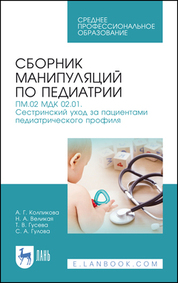 СРЕДНЕЕ
ПРОФЕССИОНАЛЬНОЕ
ОБРАЗОВАНИЕ
СБОРНИК
МАНИПУЛЯЦИЙ
ПО ПЕДИАТРИИ
ПМ.02 МДК 02.01.
Сестринский уход за пациентами
педиатрического профиля
А. Г. Колпикова
Н. А. Великая
Т. В. Гусева
С. А. Гулова
ЛАНЬ
E.LANBOOK.COM